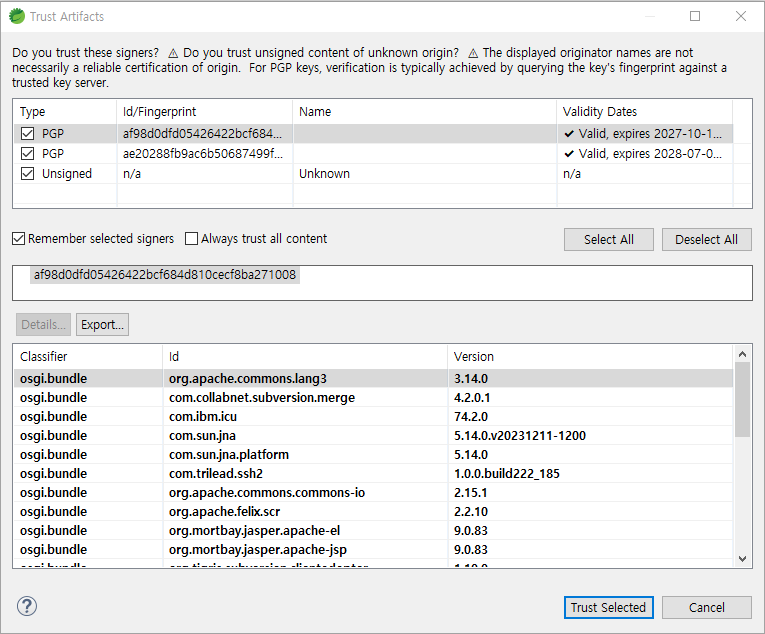 Trust Artifacts
Do you trust these signers? ⚠ Do you trust unsigned content of unknown origin? ⚠ The displayed originator names are not
necessarily a reliable certification of origin. For PGP keys, verification is typically achieved by querying the key's fingerprint against a
trusted key server.
Type Id/Fingerprint Name Validity Dates
PGP af98d0dfd05426422bcf684... ✔ Valid, expires 2027-10-1...
PGP ae20288fb9ac6b50687499f... ✔ Valid, expires 2028-07-0...
Unsigned n/a Unknown n/a
Remember selected signers Always trust all content Select All Deselect All
af98d0dfd05426422bcf684d810cecf8ba271008
Details... Export...
Classifier Id Version
osgi.bundle org.apache.commons.lang3 3.14.0
osgi.bundle com.collabnet.subversion.merge 4.2.0.1
osgi.bundle com.ibm.icu 74.2.0
osgi.bundle com.sun.jna 5.14.0.v20231211-1200
osgi.bundle com.sun.jna.platform 5.14.0
osgi.bundle com.trilead.ssh2 1.0.0.build222_185
osgi.bundle org.apache.commons.commons-io 2.15.1
osgi.bundle org.apache.felix.scr 2.2.10
osgi.bundle org.mortbay.jasper.apache-el 9.0.83
osgi.bundle org.mortbay.jasper.apache-jsp 9.0.83
osgi.bundle
? Trust Selected Cancel